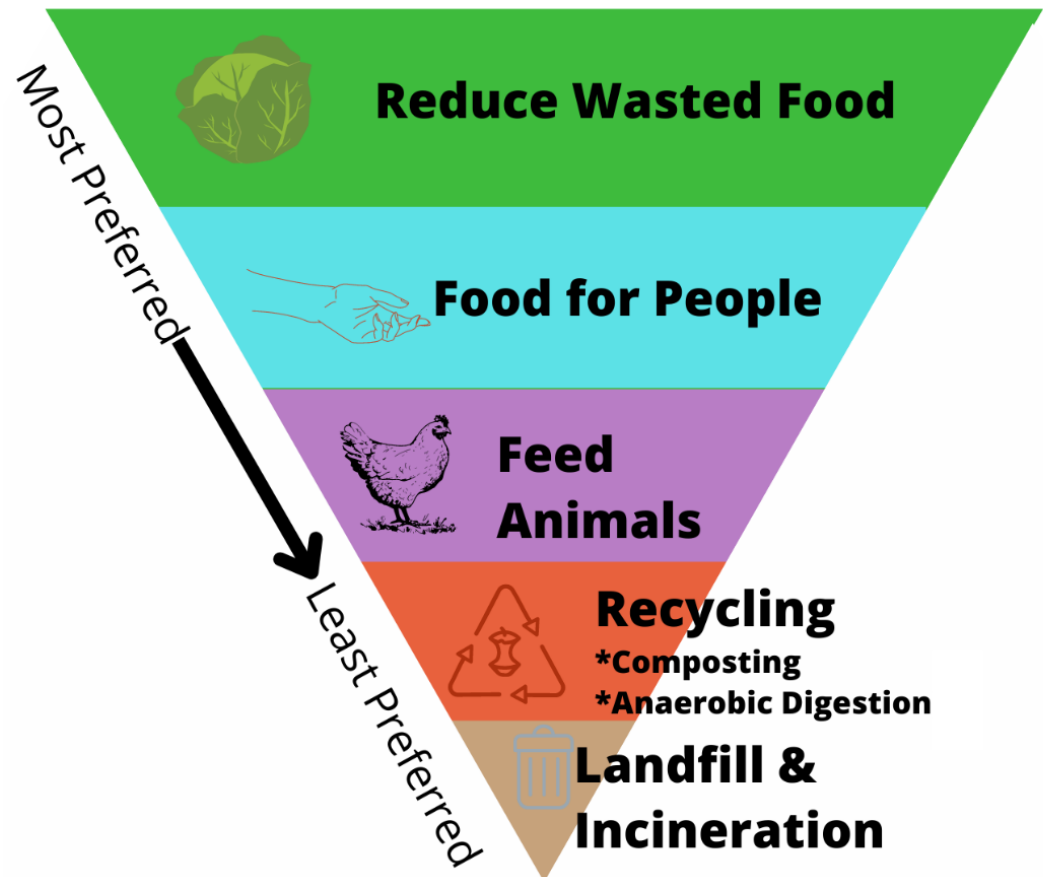 Most Preferred
Reduce Wasted Food
Food for People
Feed
Animals
Recycling
*Composting
*Anaerobic Digestion
Least Preferred
Landfill &
Incineration